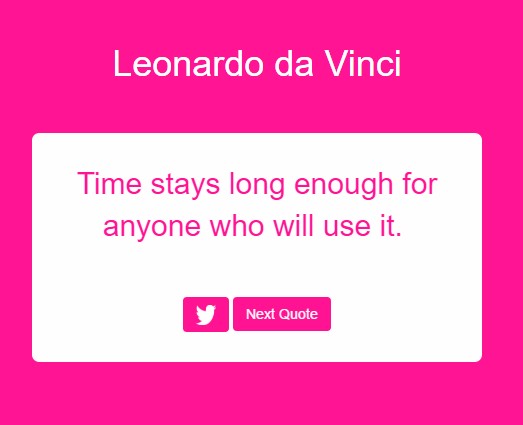 Leonardo da Vinci
Time stays long enough for
anyone who will use it.
Next Quote